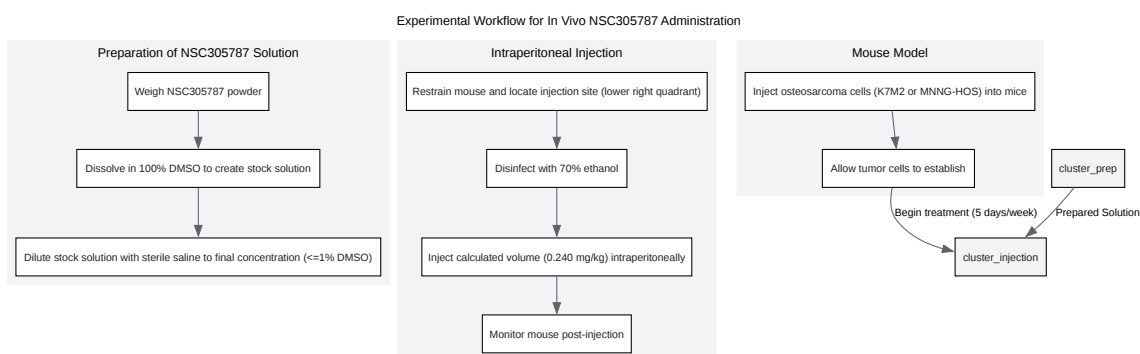 Experimental Workflow for In Vivo NSC305787 Administration
Preparation of NSC305787 Solution
Weigh NSC305787 powder
Dissolve in 100% DMSO to create stock solution
Dilute stock solution with sterile saline to final concentration (<=1% DMSO)
Intraperitoneal Injection
Restrain mouse and locate injection site (lower right quadrant)
Disinfect with 70% ethanol
Inject calculated volume (0.240 mg/kg) intraperitoneally
Monitor mouse post-injection
Mouse Model
Inject osteosarcoma cells (K7M2 or MNNG-HOS) into mice
Allow tumor cells to establish
cluster_prep
Begin treatment (5 days/week)
Prepared Solution
cluster_injection